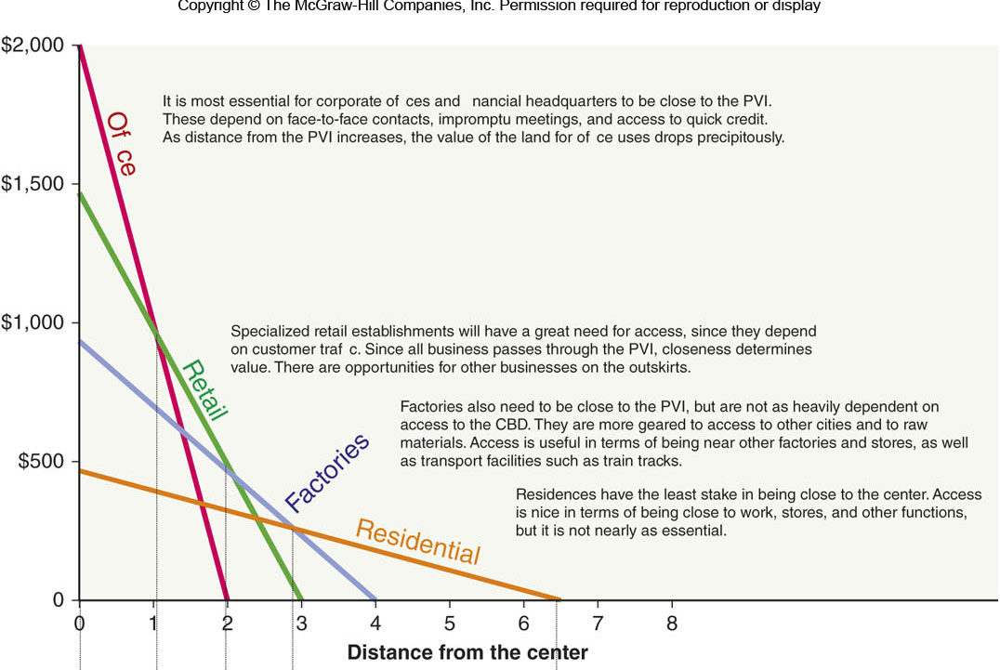 Copyright © The McGraw-Hill Companies, Inc. Permission required for reproduction or display
$2,000
It is most essential for corporate of ces and nancial headquarters to be close to the PVI.
These depend on face-to-face contacts, impromptu meetings, and access to quick credit.
As distance from the PVI increases, the value of the land for of ce uses drops precipitously.
Of ce
$1,500
$1,000
Specialized retail establishments will have a great need for access, since they depend
on customer traf c. Since all business passes through the PVI, closeness determines
value. There are opportunities for other businesses on the outskirts.
Retail
Factories also need to be close to the PVI, but are not as heavily dependent on
access to the CBD. They are more geared to access to other cities and to raw
materials. Access is useful in terms of being near other factories and stores, as well
as transport facilities such as train tracks.
Factories
$500
Residences have the least stake in being close to the center. Access
is nice in terms of being close to work, stores, and other functions,
but it is not nearly as essential.
Residential
0
0 1 2 3 4 5 6 7 8
Distance from the center